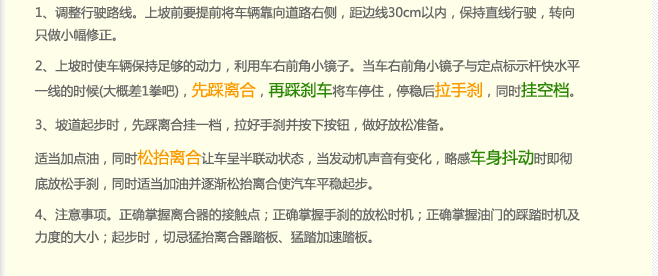 1、调整行驶路线。上坡前要提前将车辆靠向道路右侧，距边线30cm以内，保持直线行驶，转向
只做小幅修正。
2、上坡时使车辆保持足够的动力，利用车右前角小镜子。当车右前角小镜子与定点标示杆快水平
一线的时候(大概差1拳吧)，先踩离合，再踩刹车将车停住，停稳后拉手刹，同时挂空档。
3、坡道起步时，先踩离合挂一档，拉好手刹并按下按钮，做好放松准备。
适当加点油，同时松抬离合让车呈半联动状态，当发动机声音有变化，略感车身抖动时即彻
底放松手刹，同时适当加油并逐渐松抬离合使汽车平稳起步。
4、注意事项。正确掌握离合器的接触点；正确掌握手刹的放松时机；正确掌握油门的踩踏时机及
力度的大小；起步时，切忌猛抬离合器踏板、猛踏加速踏板。